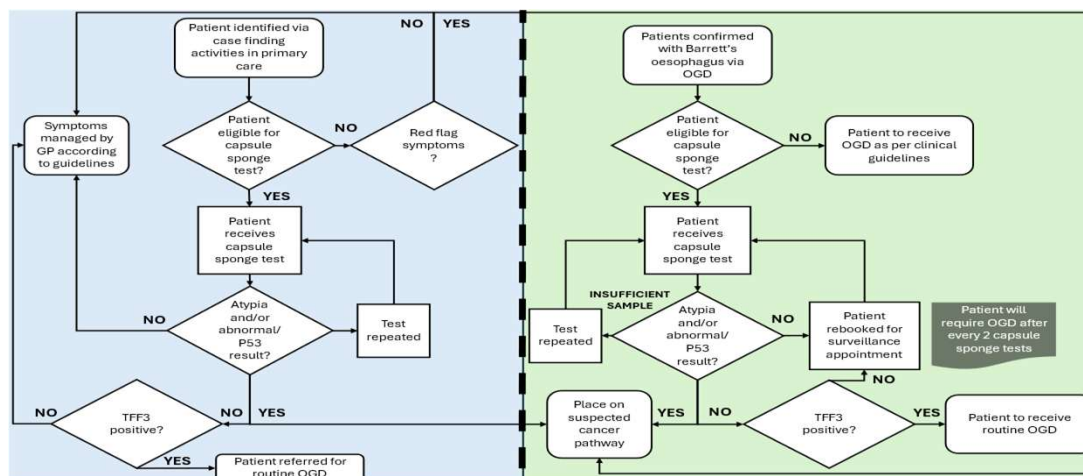 Patient identified via
case finding
activities in primary
care
NO
YES
Symptoms
managed by
GP according
to guidelines
Patient
eligible for
capsule
sponge
test?
NO
Red flag
symptoms
?
YES
Patient
receives
capsule
sponge test
NO
Atypia
and/or
abnormal/
P53
result?
Test
repeated
NO
TFF3
positive?
NO
YES
YES
Patient referred for
routine OGD
Patients confirmed
with Barrett's
oesophagus via
OGD
Patient
eligible for
capsule
sponge
test?
NO
Patient to receive
OGD as per clinical
guidelines
YES
Patient
receives
capsule
sponge test
INSUFFICIENT
SAMPLE
Test
repeated
Atypia
and/or
abnormal/
P53
result?
NO
Patient
rebooked for
surveillance
appointment
Patient will
require OGD after
every 2 capsule
sponge tests
NO
Place on
suspected
cancer
pathway
YES
NO
TFF3
positive?
YES
Patient to receive
routine OGD